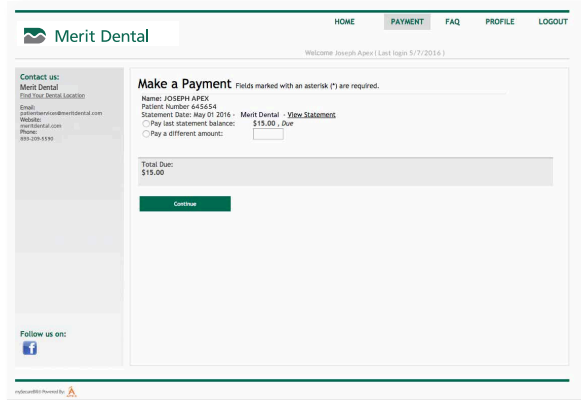 Merit Dental
HOME PAYMENT FAQ PROFILE LOGOUT
Welcome Joseph Apex ( Last login 5/7/2016 )
Contact us:
Merit Dental
Find Your Dental Location
Email:
patientservices@meritdental.com
Website:
meritdental.com
Phone:
Follow us on:
Make a Payment Fields marked with an asterisk (*) are required.
Name: JOSEPH APEX
Patient Number 645654
Statement Date: May 01 2016 - Merit Dental - View Statement
Pay last statement balance: $15.00 , Due
Pay a different amount:
Total Due:
$15.00
Continue
Powered By: